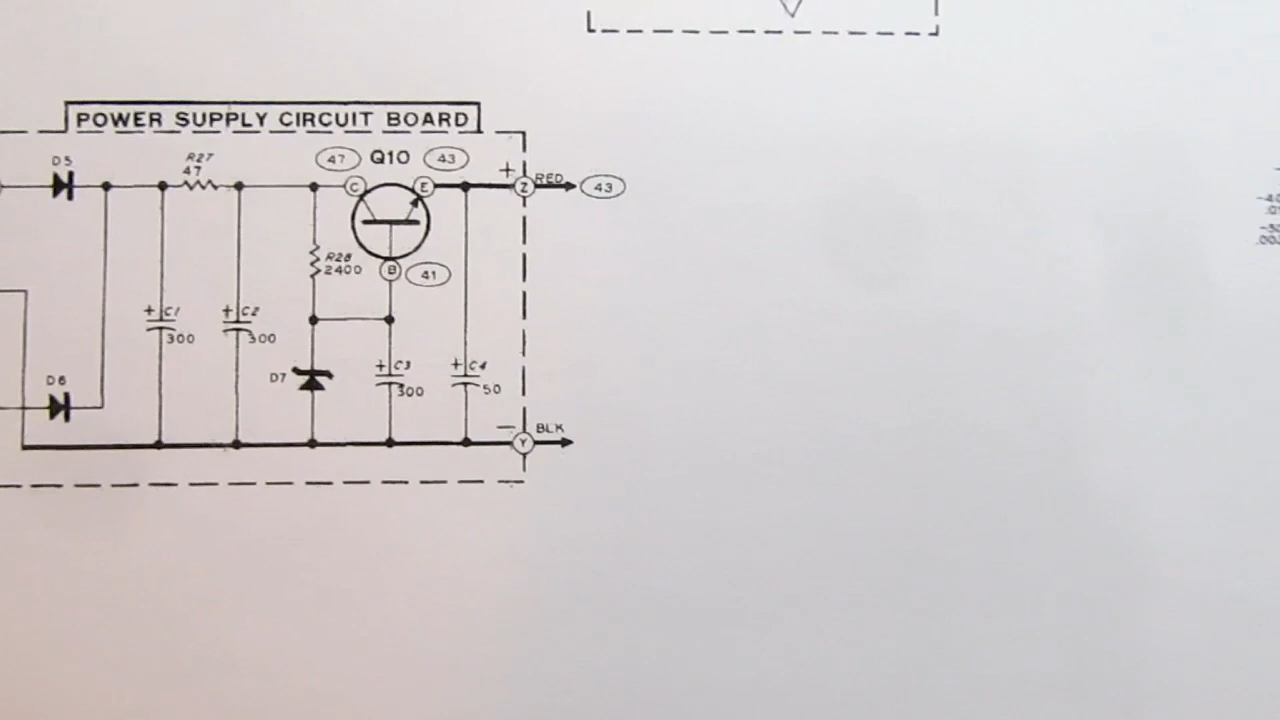 POWER SUPPLY CIRCUIT BOARD
D5
R27
47
47
Q10
43
+
RED
43
C
E
Z
R28
2400
B
41
+ C1
300
+ C2
300
D6
D7
+ C3
300
+ C4
50
−
BLK
Y